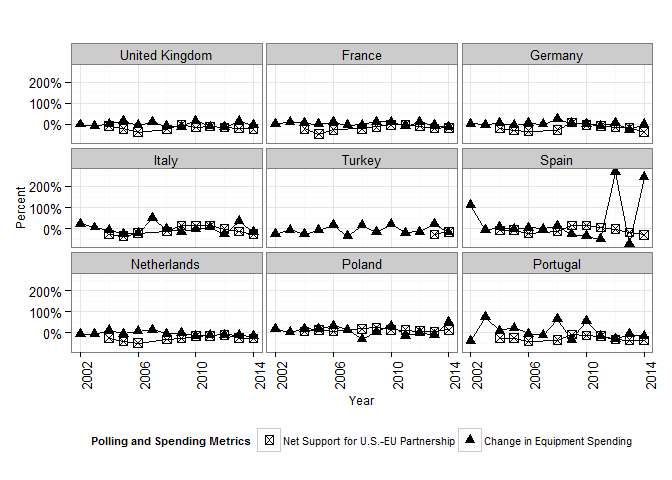 United Kingdom France Germany
200%
100%
0%
Italy Turkey Spain
200%
100%
0%
Netherlands Poland Portugal
200%
100%
0%
Percent
2002 2006 2010 2014 2002 2006 2010 2014 2002 2006 2010 2014
Year
Polling and Spending Metrics Net Support for U.S.-EU Partnership Change in Equipment Spending